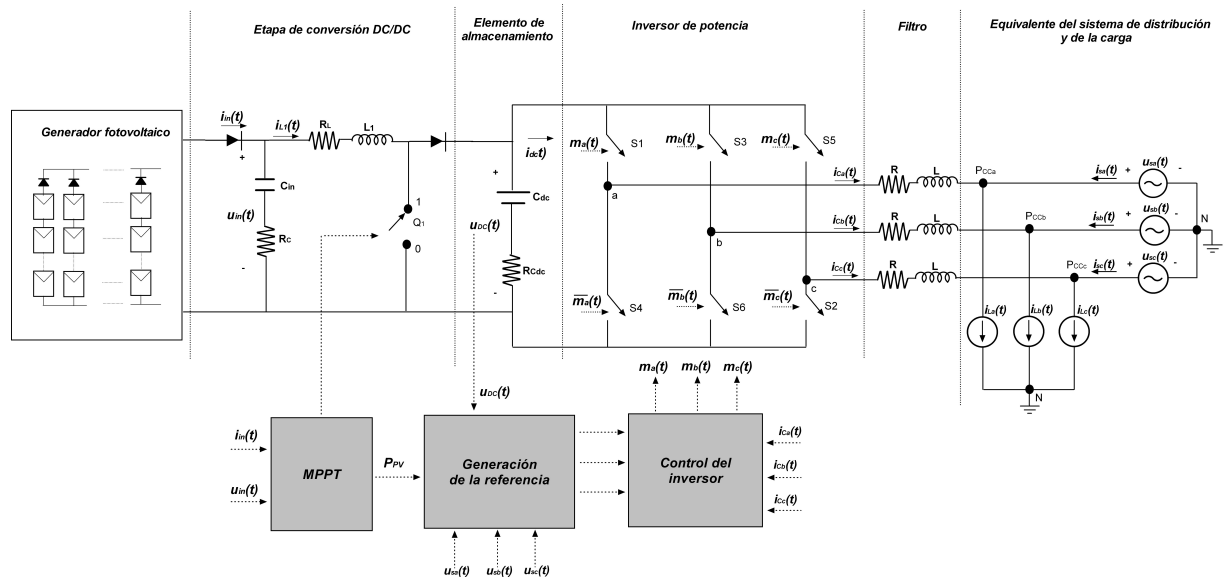 Etapa de conversión DC/DC
Elemento de
almacenamiento
Inversor de potencia
Filtro
Equivalente del sistema de distribución
y de la carga
Generador fotovoltaico
iin(t)
iL1(t)
RL
L1
+
Cin
uin(t)
RC
-
1
Q1
0
idct)
+
Cdc
uDC(t)
RCdc
-
ma(t)
S1
mb(t)
S3
mc(t)
S5
a
b
c
m̅a(t)
S4
m̅b(t)
S6
m̅c(t)
S2
iCa(t)
R
L
PCCa
isa(t)
+
usa(t)
-
iCb(t)
R
L
PCCb
isb(t)
+
usb(t)
-
N
iCc(t)
R
L
PCCc
isc(t)
+
usc(t)
-
iLa(t)
iLb(t)
iLc(t)
N
ma(t)
mb(t)
mc(t)
uDC(t)
iin(t)
uin(t)
MPPT
PPV
Generación
de la referencia
Control del
inversor
iCa(t)
iCb(t)
iCc(t)
usa(t)
usb(t)
usc(t)